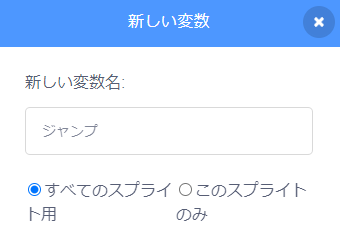 新しい変数
新しい変数名:
ジャンプ
すべてのスプライ
ト用
このスプライト
のみ